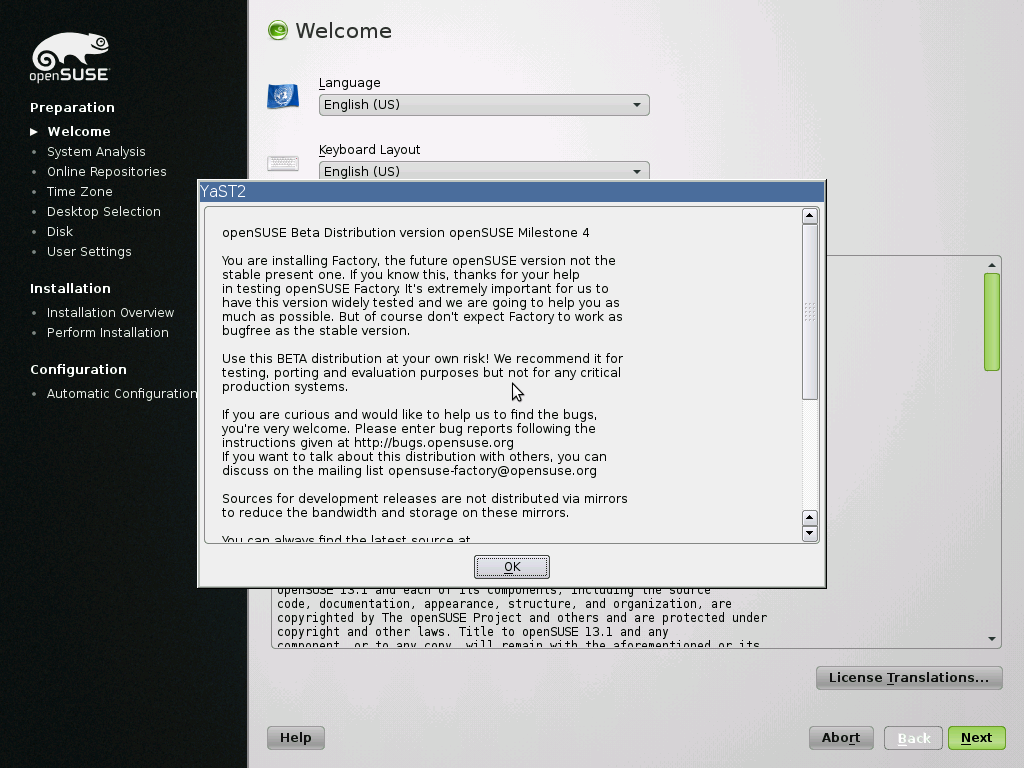 openSUSE
Preparation
Welcome
System Analysis
Online Repositories
Time Zone
Desktop Selection
Disk
User Settings
Installation
Installation Overview
Perform Installation
Configuration
Automatic Configuration
Welcome
Language
English (US)
Keyboard Layout
English (US)
YaST2
openSUSE Beta Distribution version openSUSE Milestone 4
You are installing Factory, the future openSUSE version not the
stable present one. If you know this, thanks for your help
in testing openSUSE Factory. It's extremely important for us to
have this version widely tested and we are going to help you as
much as possible. But of course don't expect Factory to work as
bugfree as the stable version.
Use this BETA distribution at your own risk! We recommend it for
testing, porting and evaluation purposes but not for any critical
production systems.
If you are curious and would like to help us to find the bugs,
you're very welcome. Please enter bug reports following the
instructions given at http://bugs.opensuse.org
If you want to talk about this distribution with others, you can
discuss on the mailing list opensuse-factory@opensuse.org
Sources for development releases are not distributed via mirrors
to reduce the bandwidth and storage on these mirrors.
You can always find the latest source at
OK
openSUSE 13.1 and each of its components, including the source
code, documentation, appearance, structure, and organization, are
copyrighted by The openSUSE Project and others and are protected under
copyright and other laws. Title to openSUSE 13.1 and any
component, or to any copy, will remain with the aforementioned or its
License Translations...
Help
Abort
Back
Next